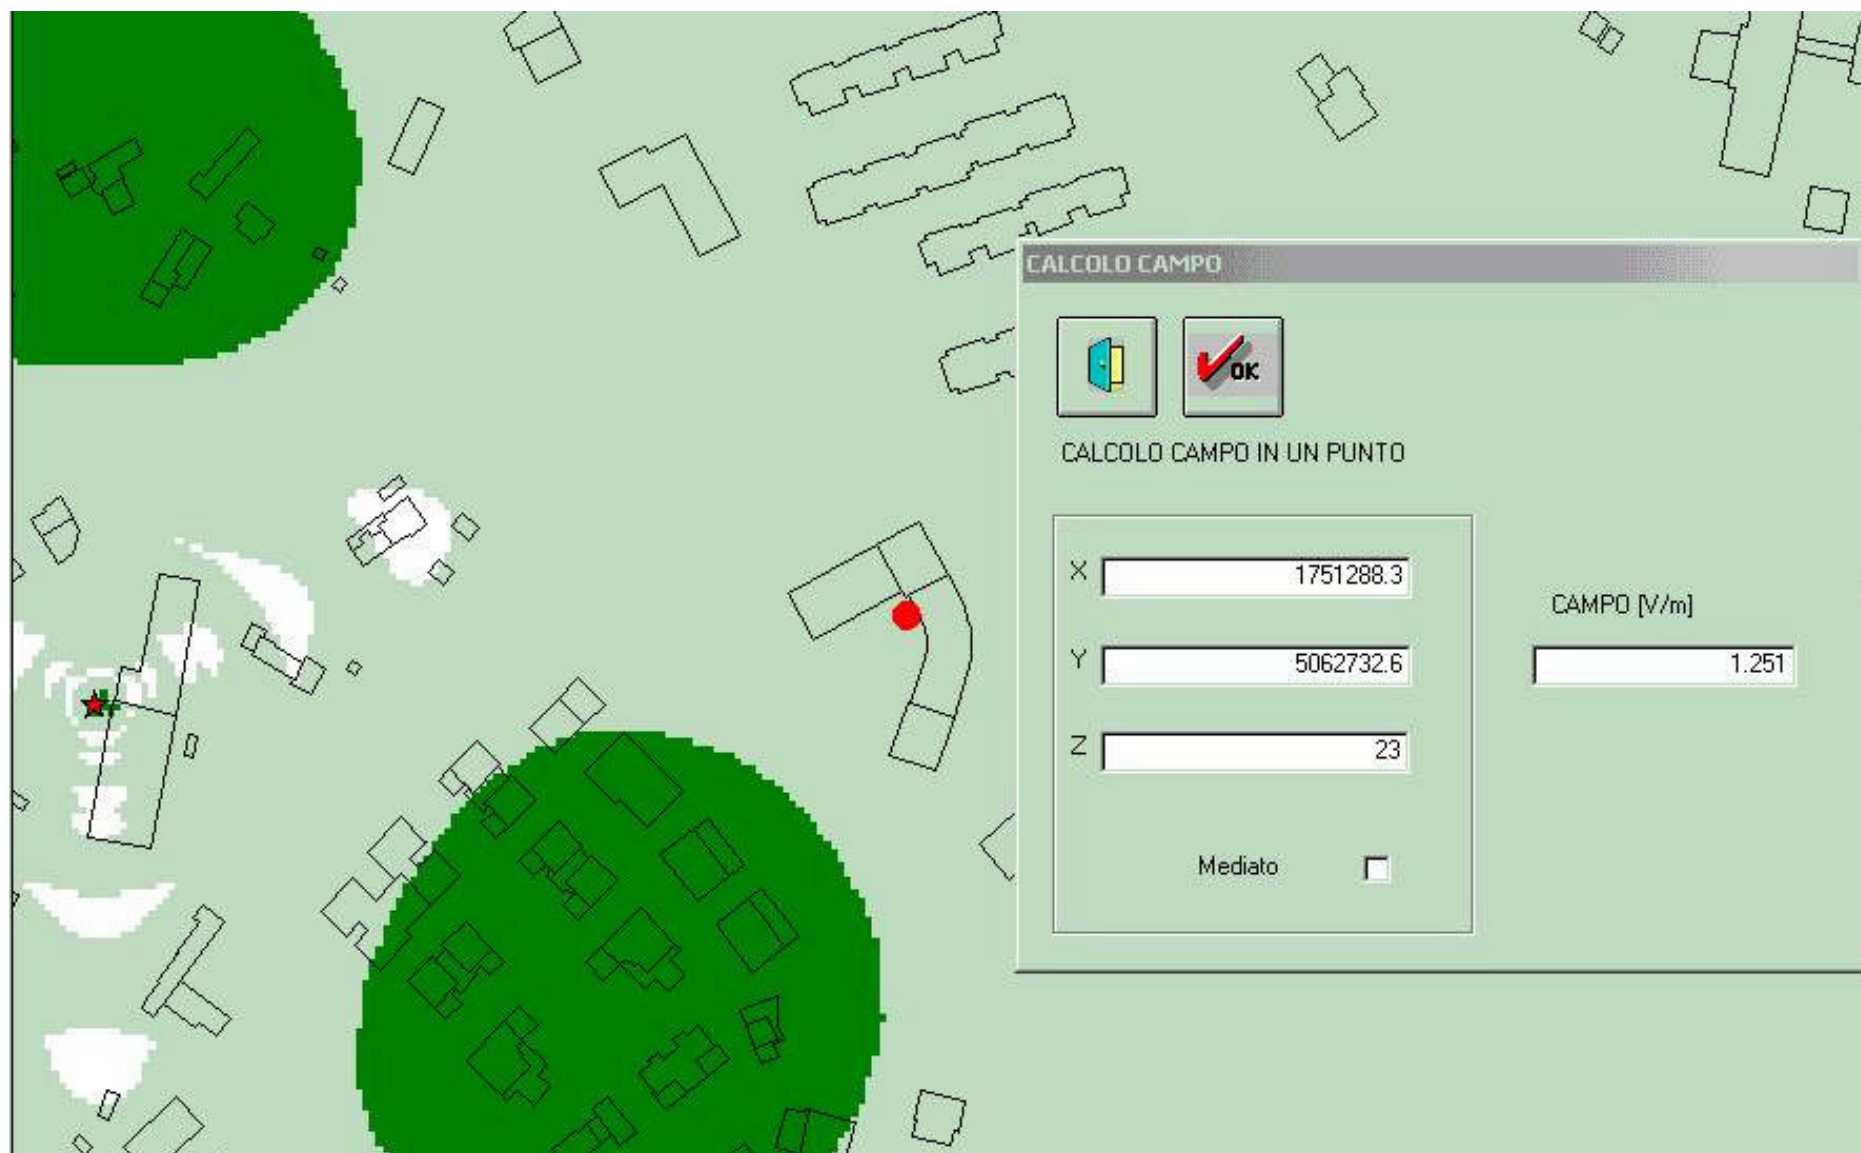 CALCOLO CAMPO
OK
CALCOLO CAMPO IN UN PUNTO
X 1751288.3
Y 5062732.6
Z 23
Mediato
CAMPO [V/m]
1.251